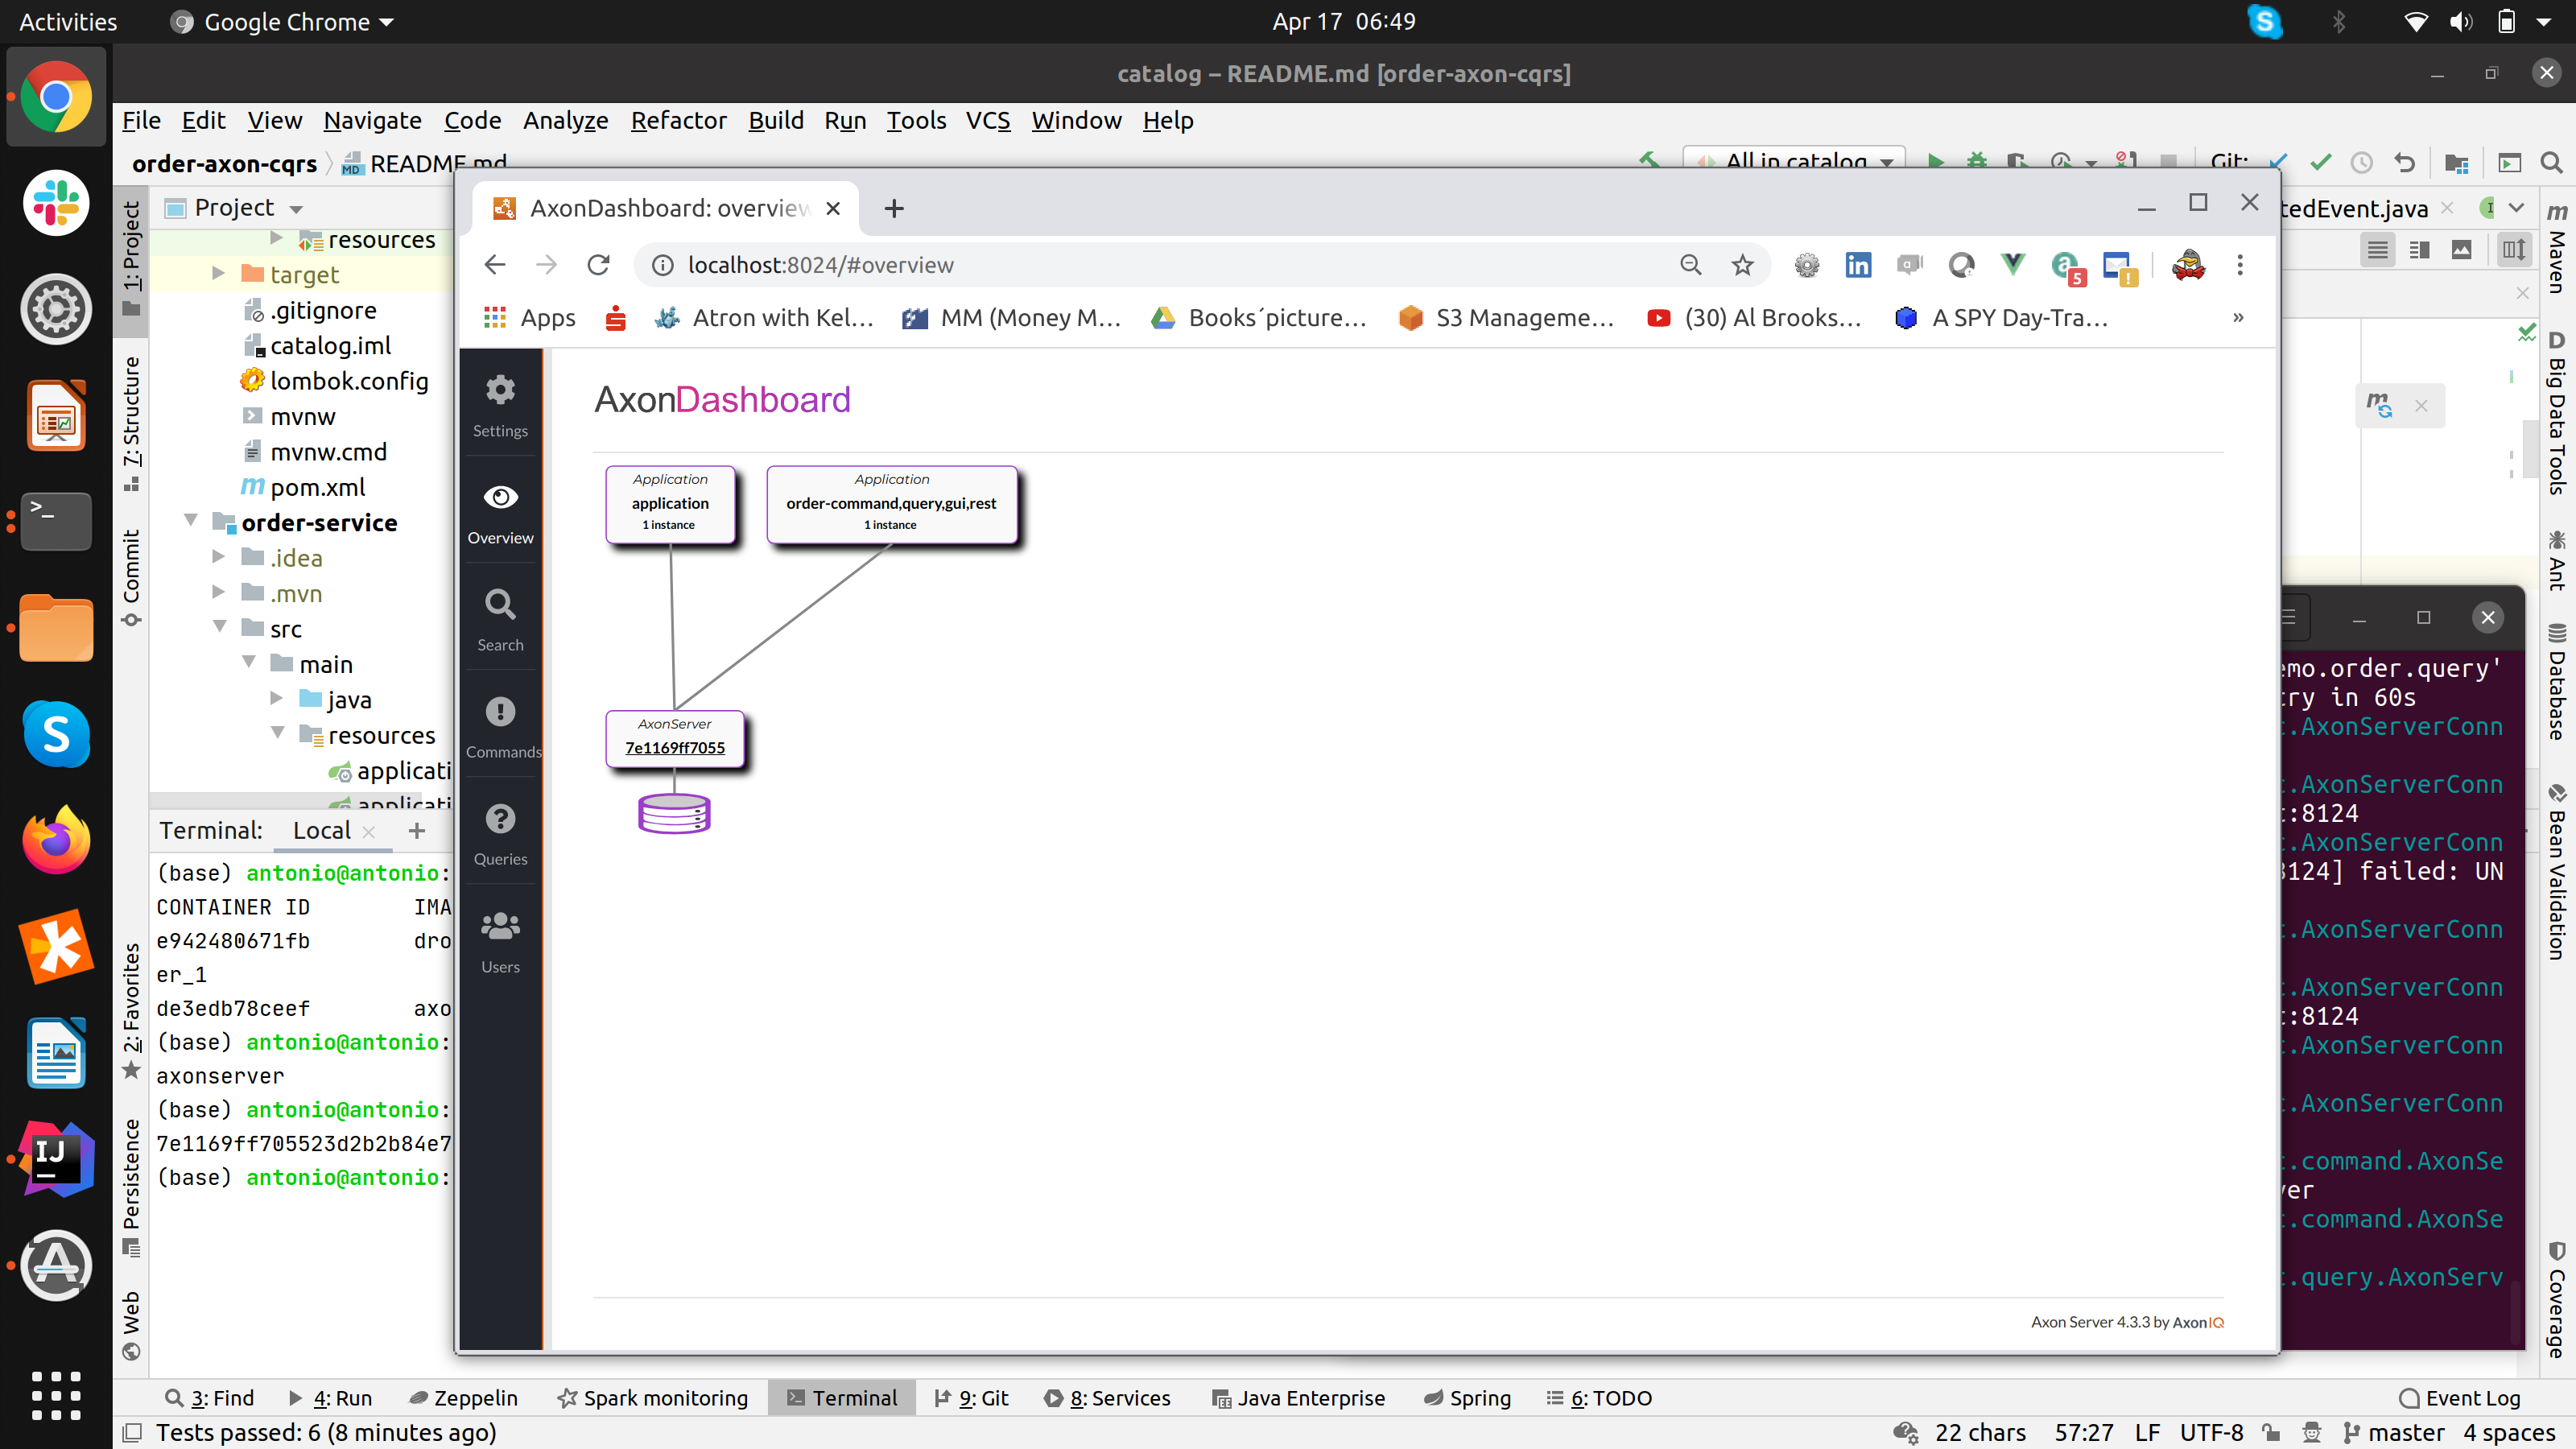 Activities
Google Chrome
Apr 17 06:49
catalog – README.md [order-axon-cqrs]
File Edit View Navigate Code Analyze Refactor Build Run Tools VCS Window Help
order-axon-cqrs
README.md
All in catalog
Git:
1: Project
7: Structure
Commit
2: Favorites
Persistence
Web
Project
resources
target
.gitignore
catalog.iml
lombok.config
mvnw
mvnw.cmd
pom.xml
order-service
.idea
.mvn
src
main
java
resources
applicati
applicati
Terminal: Local
(base) antonio@antonio:
CONTAINER ID IMA
e942480671fb dro
er_1
de3edb78ceef axo
(base) antonio@antonio:
axonserver
(base) antonio@antonio:
7e1169ff705523d2b2b84e7
(base) antonio@antonio:
AxonDashboard: overview
localhost:8024/#overview
5
Apps
Atron with Kel...
MM (Money M...
Books´picture...
S3 Manageme...
(30) Al Brooks...
A SPY Day-Tra...
»
Settings
Overview
Search
Commands
Queries
Users
AxonDashboard
Application
application
1 instance
Application
order-command,query,gui,rest
1 instance
AxonServer
7e1169ff7055
Axon Server 4.3.3 by AxonIQ
tedEvent.java
emo.order.query'
try in 60s
t.AxonServerConn
t.AxonServerConn
t:8124
t.AxonServerConn
8124] failed: UN
t.AxonServerConn
t.AxonServerConn
t:8124
t.AxonServerConn
t.AxonServerConn
t.command.AxonSe
ver
t.command.AxonSe
t.query.AxonServ
Maven
Big Data Tools
Ant
Database
Bean Validation
Coverage
3: Find
4: Run
Zeppelin
Spark monitoring
Terminal
9: Git
8: Services
Java Enterprise
Spring
6: TODO
Event Log
Tests passed: 6 (8 minutes ago)
22 chars
57:27
LF
UTF-8
master
4 spaces